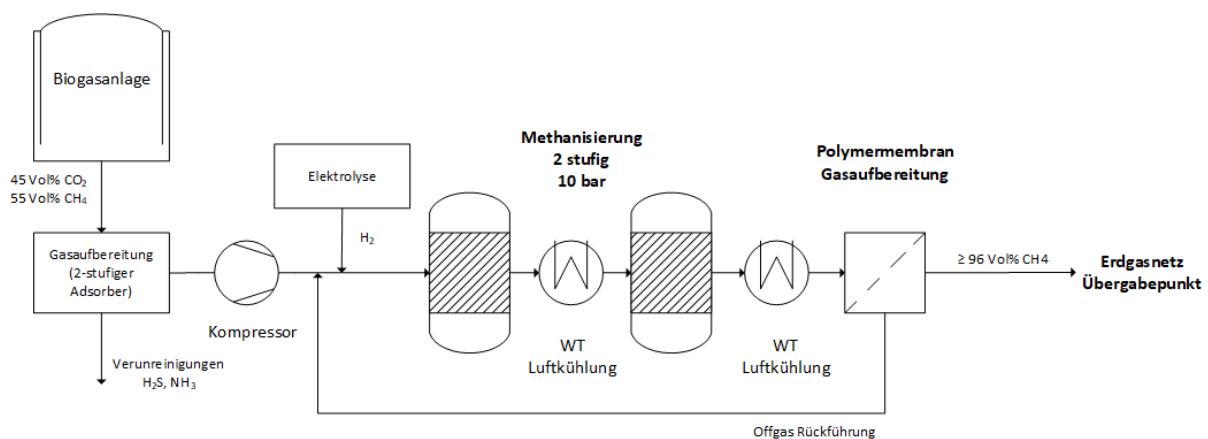 Biogasanlage
45 Vol% CO₂
55 Vol% CH₄
Gasaufbereitung
(2-stufiger
Adsorber)
Verunreinigungen
H₂S, NH₃
Kompressor
Elektrolyse
H₂
Methanisierung
2 stufig
10 bar
WT
Luftkühlung
WT
Luftkühlung
Polymermembran
Gasaufbereitung
≥ 96 Vol% CH4
Erdgasnetz
Übergabepunkt
Offgas Rückführung